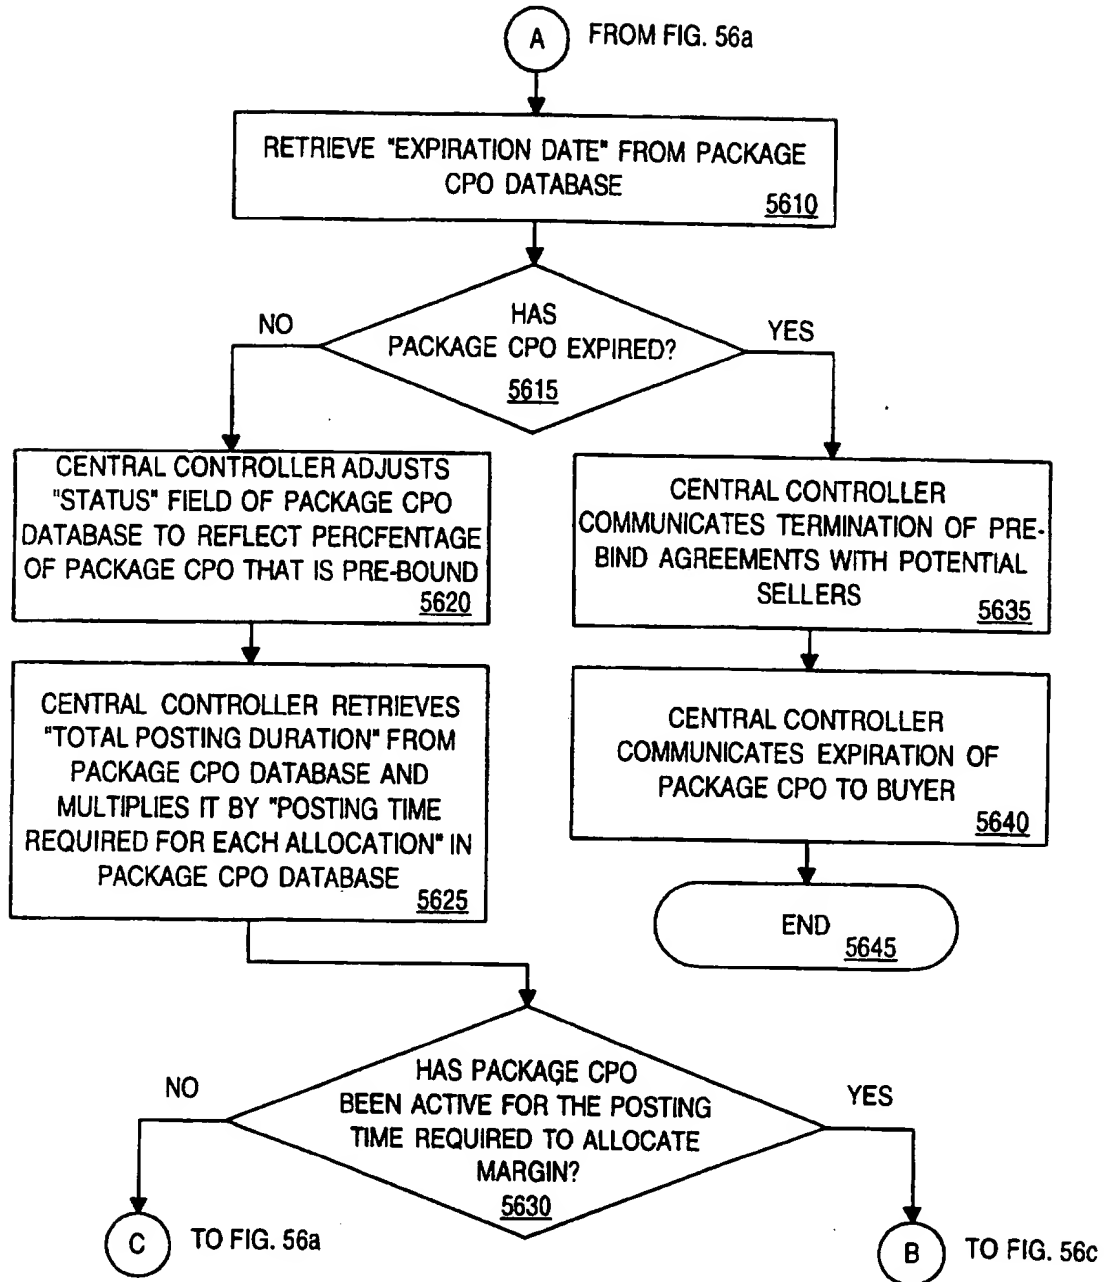 A FROM FIG. 56a
RETRIEVE "EXPIRATION DATE" FROM PACKAGE
CPO DATABASE
5610
NO
HAS
PACKAGE CPO EXPIRED?
5615
YES
CENTRAL CONTROLLER ADJUSTS
"STATUS" FIELD OF PACKAGE CPO
DATABASE TO REFLECT PERCFENTAGE
OF PACKAGE CPO THAT IS PRE-BOUND
5620
CENTRAL CONTROLLER
COMMUNICATES TERMINATION OF PRE-
BIND AGREEMENTS WITH POTENTIAL
SELLERS
5635
CENTRAL CONTROLLER RETRIEVES
"TOTAL POSTING DURATION" FROM
PACKAGE CPO DATABASE AND
MULTIPLIES IT BY "POSTING TIME
REQUIRED FOR EACH ALLOCATION" IN
PACKAGE CPO DATABASE
5625
CENTRAL CONTROLLER
COMMUNICATES EXPIRATION OF
PACKAGE CPO TO BUYER
5640
END
5645
NO
HAS PACKAGE CPO
BEEN ACTIVE FOR THE POSTING
TIME REQUIRED TO ALLOCATE
MARGIN?
5630
YES
C TO FIG. 56a
B TO FIG. 56c